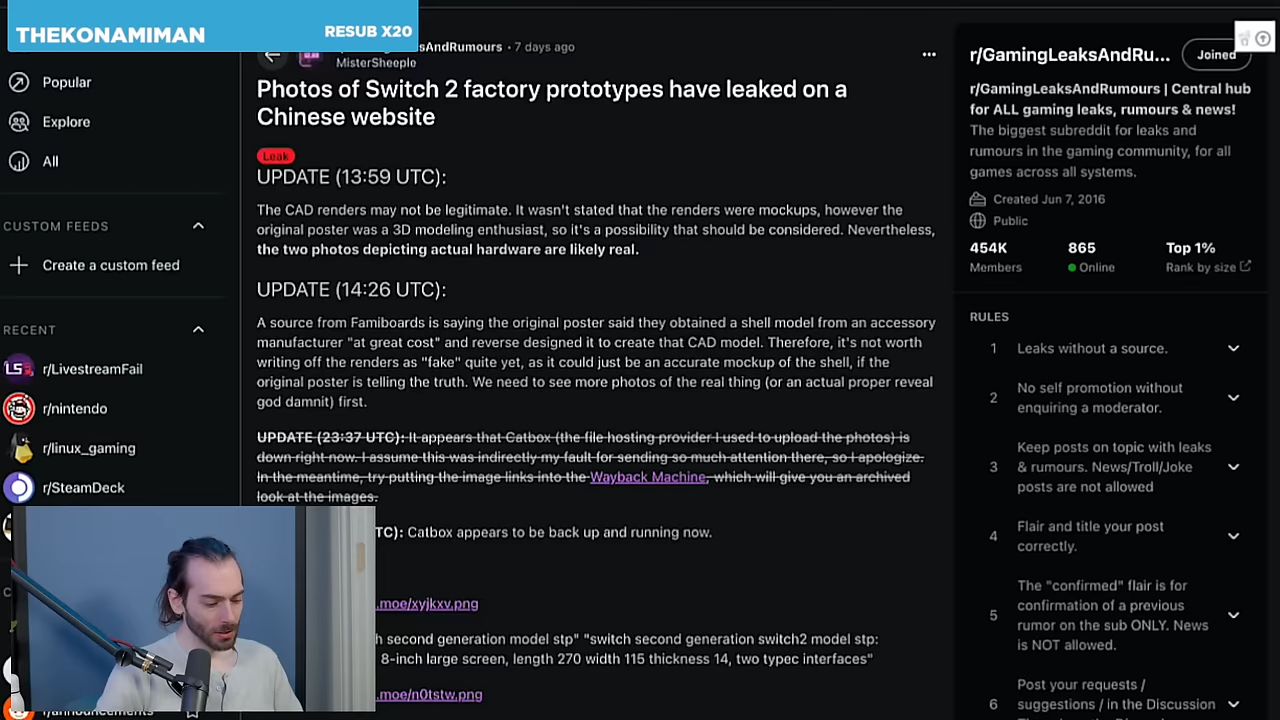 THEKONAMIMAN
RESUB X20
Popular
Explore
All
CUSTOM FEEDS
Create a custom feed
RECENT
r/LivestreamFail
r/nintendo
r/linux_gaming
r/SteamDeck
r/announcements
sAndRumours • 7 days ago
MisterSheeple
Photos of Switch 2 factory prototypes have leaked on a
Chinese website
Leak
UPDATE (13:59 UTC):
The CAD renders may not be legitimate. It wasn't stated that the renders were mockups, however the
original poster was a 3D modeling enthusiast, so it's a possibility that should be considered. Nevertheless,
the two photos depicting actual hardware are likely real.
UPDATE (14:26 UTC):
A source from Famiboards is saying the original poster said they obtained a shell model from an accessory
manufacturer "at great cost" and reverse designed it to create that CAD model. Therefore, it's not worth
writing off the renders as "fake" quite yet, as it could just be an accurate mockup of the shell, if the
original poster is telling the truth. We need to see more photos of the real thing (or an actual proper reveal
god damnit) first.
UPDATE (23:37 UTC): It appears that Catbox (the file hosting provider I used to upload the photos) is
down right now. I assume this was indirectly my fault for sending so much attention there, so I apologize.
In the meantime, try putting the image links into the Wayback Machine, which will give you an archived
look at the images.
TC): Catbox appears to be back up and running now.
.moe/xyjkxv.png
h second generation model stp" "switch second generation switch2 model stp:
8-inch large screen, length 270 width 115 thickness 14, two typec interfaces"
.moe/n0tstw.png
r/GamingLeaksAndRu...
Joined
r/GamingLeaksAndRumours | Central hub
for ALL gaming leaks, rumours & news!
The biggest subreddit for leaks and
rumours in the gaming community, for all
games across all systems.
Created Jun 7, 2016
Public
454K 865 Top 1%
Members Online Rank by size
RULES
1 Leaks without a source.
2 No self promotion without
enquiring a moderator.
3 Keep posts on topic with leaks
& rumours. News/Troll/Joke
posts are not allowed
4 Flair and title your post
correctly.
5 The "confirmed" flair is for
confirmation of a previous
rumor on the sub ONLY. News
is NOT allowed.
6 Post your requests /
suggestions / in the Discussion